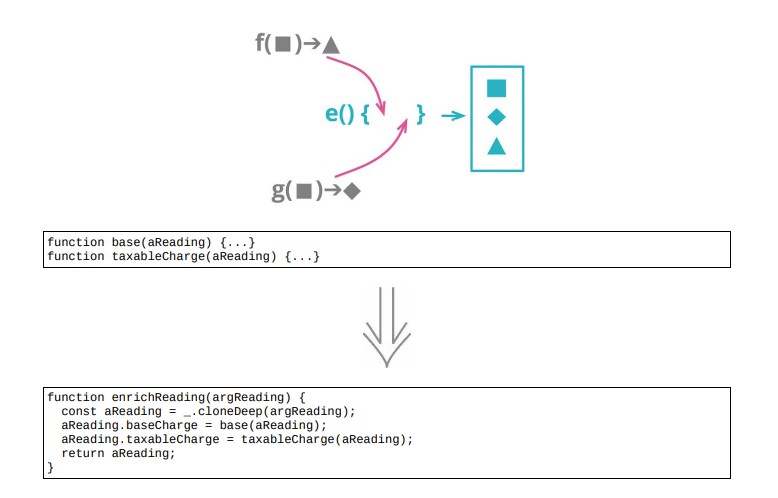 f(■)→▲
e() { } →
g(■)→◆
function base(aReading) {...}
function taxableCharge(aReading) {...}
function enrichReading(argReading) {
  const aReading = _.cloneDeep(argReading);
  aReading.baseCharge = base(aReading);
  aReading.taxableCharge = taxableCharge(aReading);
  return aReading;
}